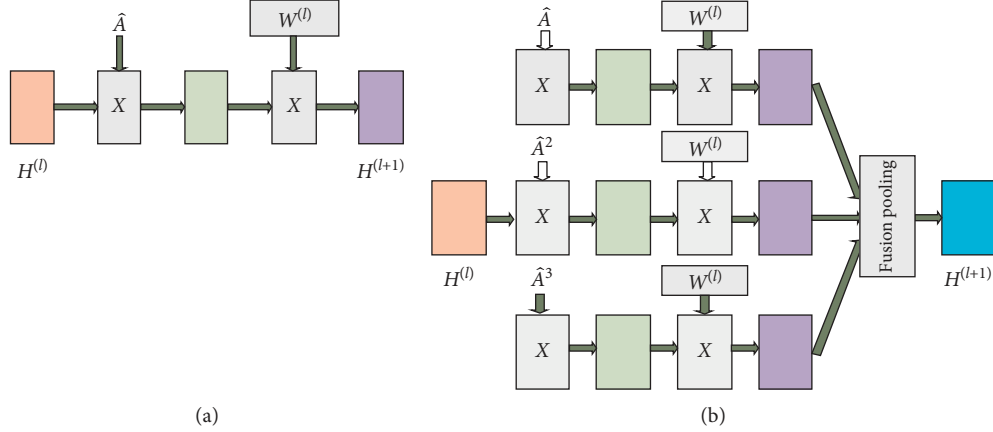 Â
W^(l)
X
X
H^(l)
H^(l+1)
(a)
Â
W^(l)
X
X
Â²
W^(l)
X
X
H^(l)
Â³
W^(l)
X
X
Fusion pooling
H^(l+1)
(b)